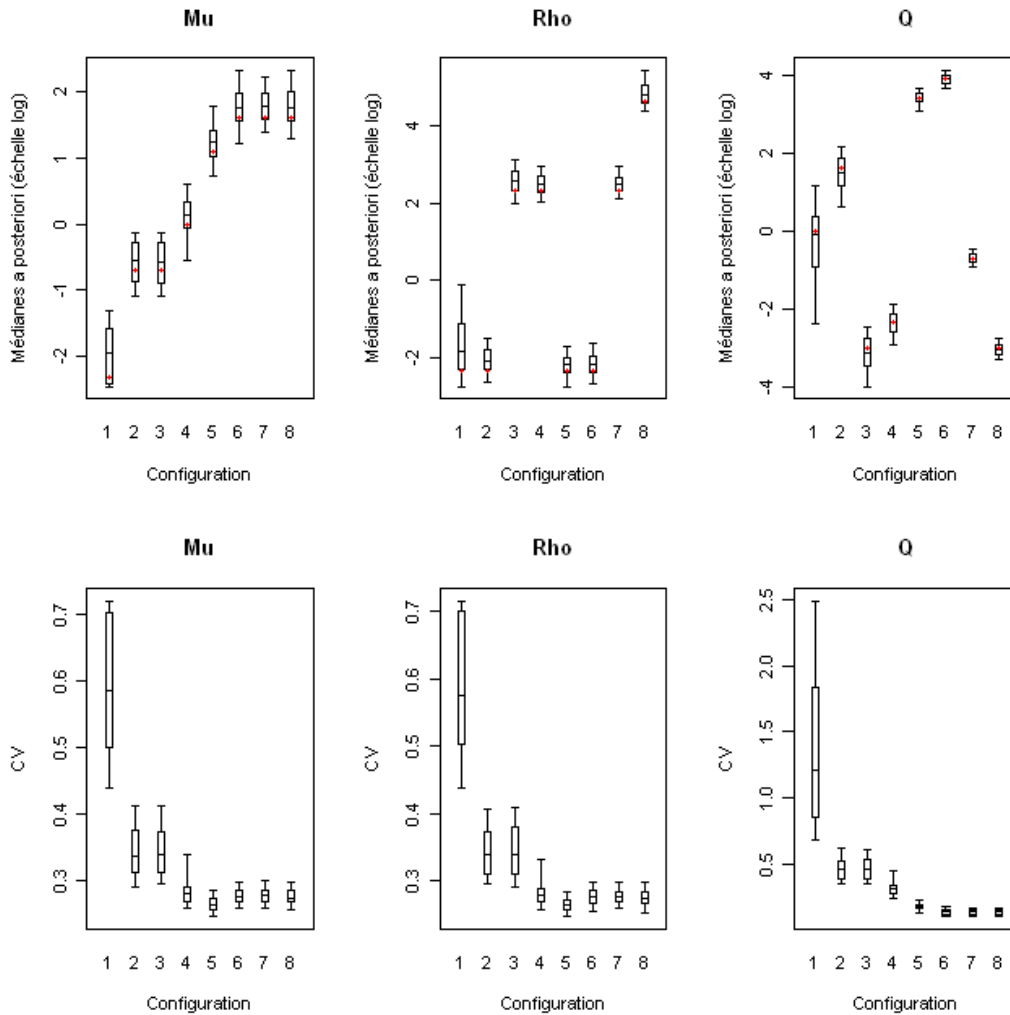 Mu
Médianes a posteriori (échelle log)
2
1
0
-1
-2
1 2 3 4 5 6 7 8
Configuration
Rho
Médianes a posteriori (échelle log)
4
2
0
-2
1 2 3 4 5 6 7 8
Configuration
Q
Médianes a posteriori (échelle log)
4
2
0
-2
-4
1 2 3 4 5 6 7 8
Configuration
Mu
CV
0.7
0.6
0.5
0.4
0.3
1 2 3 4 5 6 7 8
Configuration
Rho
CV
0.7
0.6
0.5
0.4
0.3
1 2 3 4 5 6 7 8
Configuration
Q
CV
2.5
2.0
1.5
1.0
0.5
1 2 3 4 5 6 7 8
Configuration